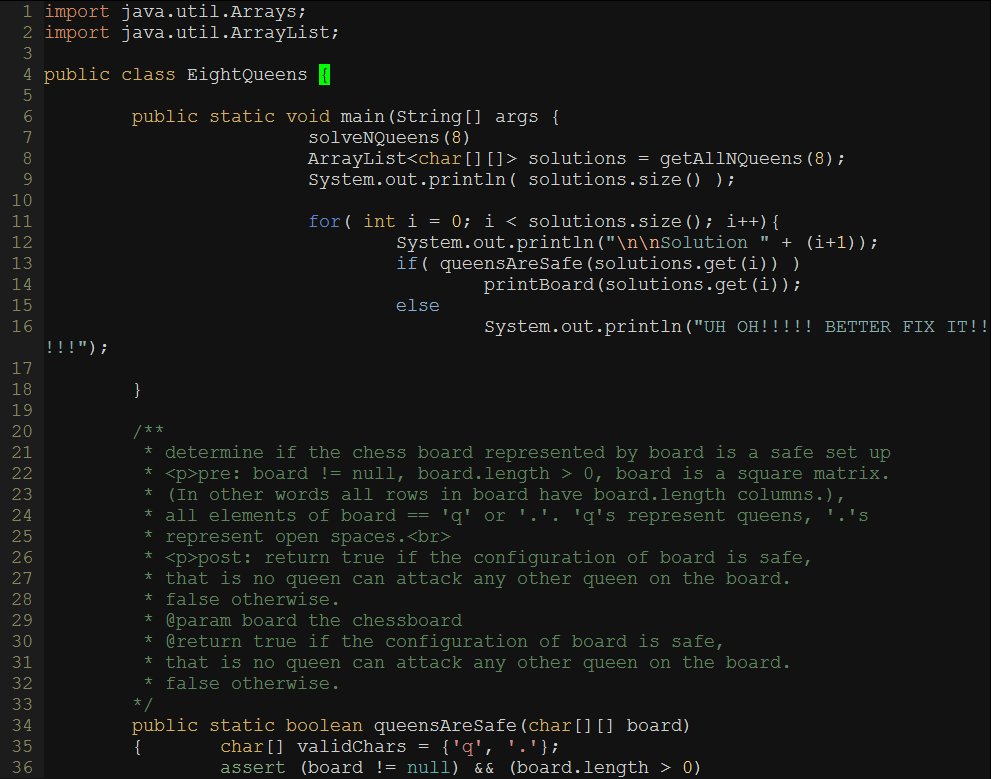 1 import java.util.Arrays;
2 import java.util.ArrayList;
3
4 public class EightQueens {
5
6 public static void main(String[] args {
7 solveNQueens(8)
8 ArrayList<char[][]> solutions = getAllNQueens(8);
9 System.out.println( solutions.size() );
10
11 for( int i = 0; i < solutions.size(); i++){
12 System.out.println("\n\nSolution " + (i+1));
13 if( queensAreSafe(solutions.get(i)) )
14 printBoard(solutions.get(i));
15 else
16 System.out.println("UH OH!!!!! BETTER FIX IT!!
!!!");
17
18 }
19
20 /**
21 * determine if the chess board represented by board is a safe set up
22 * <p>pre: board != null, board.length > 0, board is a square matrix.
23 * (In other words all rows in board have board.length columns.),
24 * all elements of board == 'q' or '.'. 'q's represent queens, '.'s
25 * represent open spaces.<br>
26 * <p>post: return true if the configuration of board is safe,
27 * that is no queen can attack any other queen on the board.
28 * false otherwise.
29 * @param board the chessboard
30 * @return true if the configuration of board is safe,
31 * that is no queen can attack any other queen on the board.
32 * false otherwise.
33 */
34 public static boolean queensAreSafe(char[][] board)
35 { char[] validChars = {'q', '.'};
36 assert (board != null) && (board.length > 0)